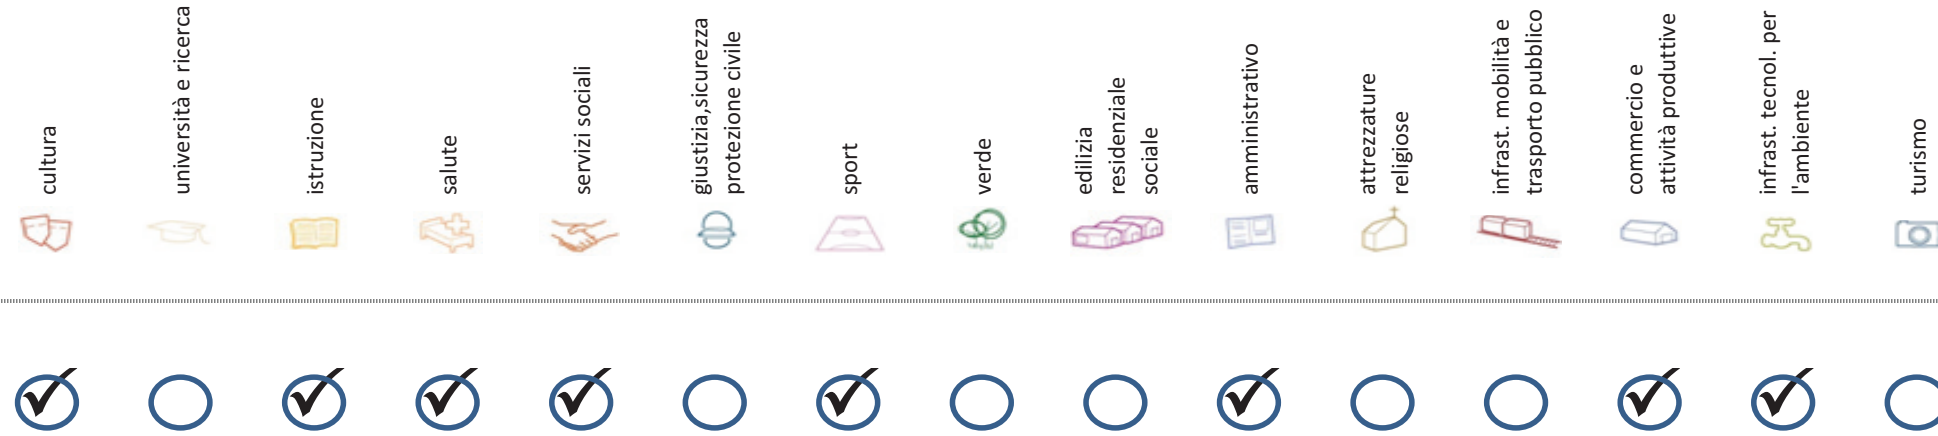 cultura
università e ricerca
istruzione
salute
servizi sociali
giustizia,sicurezza
protezione civile
sport
verde
edilizia
residenziale
sociale
amministrativo
attrezzature
religiose
infrast. mobilità e
trasporto pubblico
commercio e
attività produttive
infrast. tecnol. per
l'ambiente
turismo